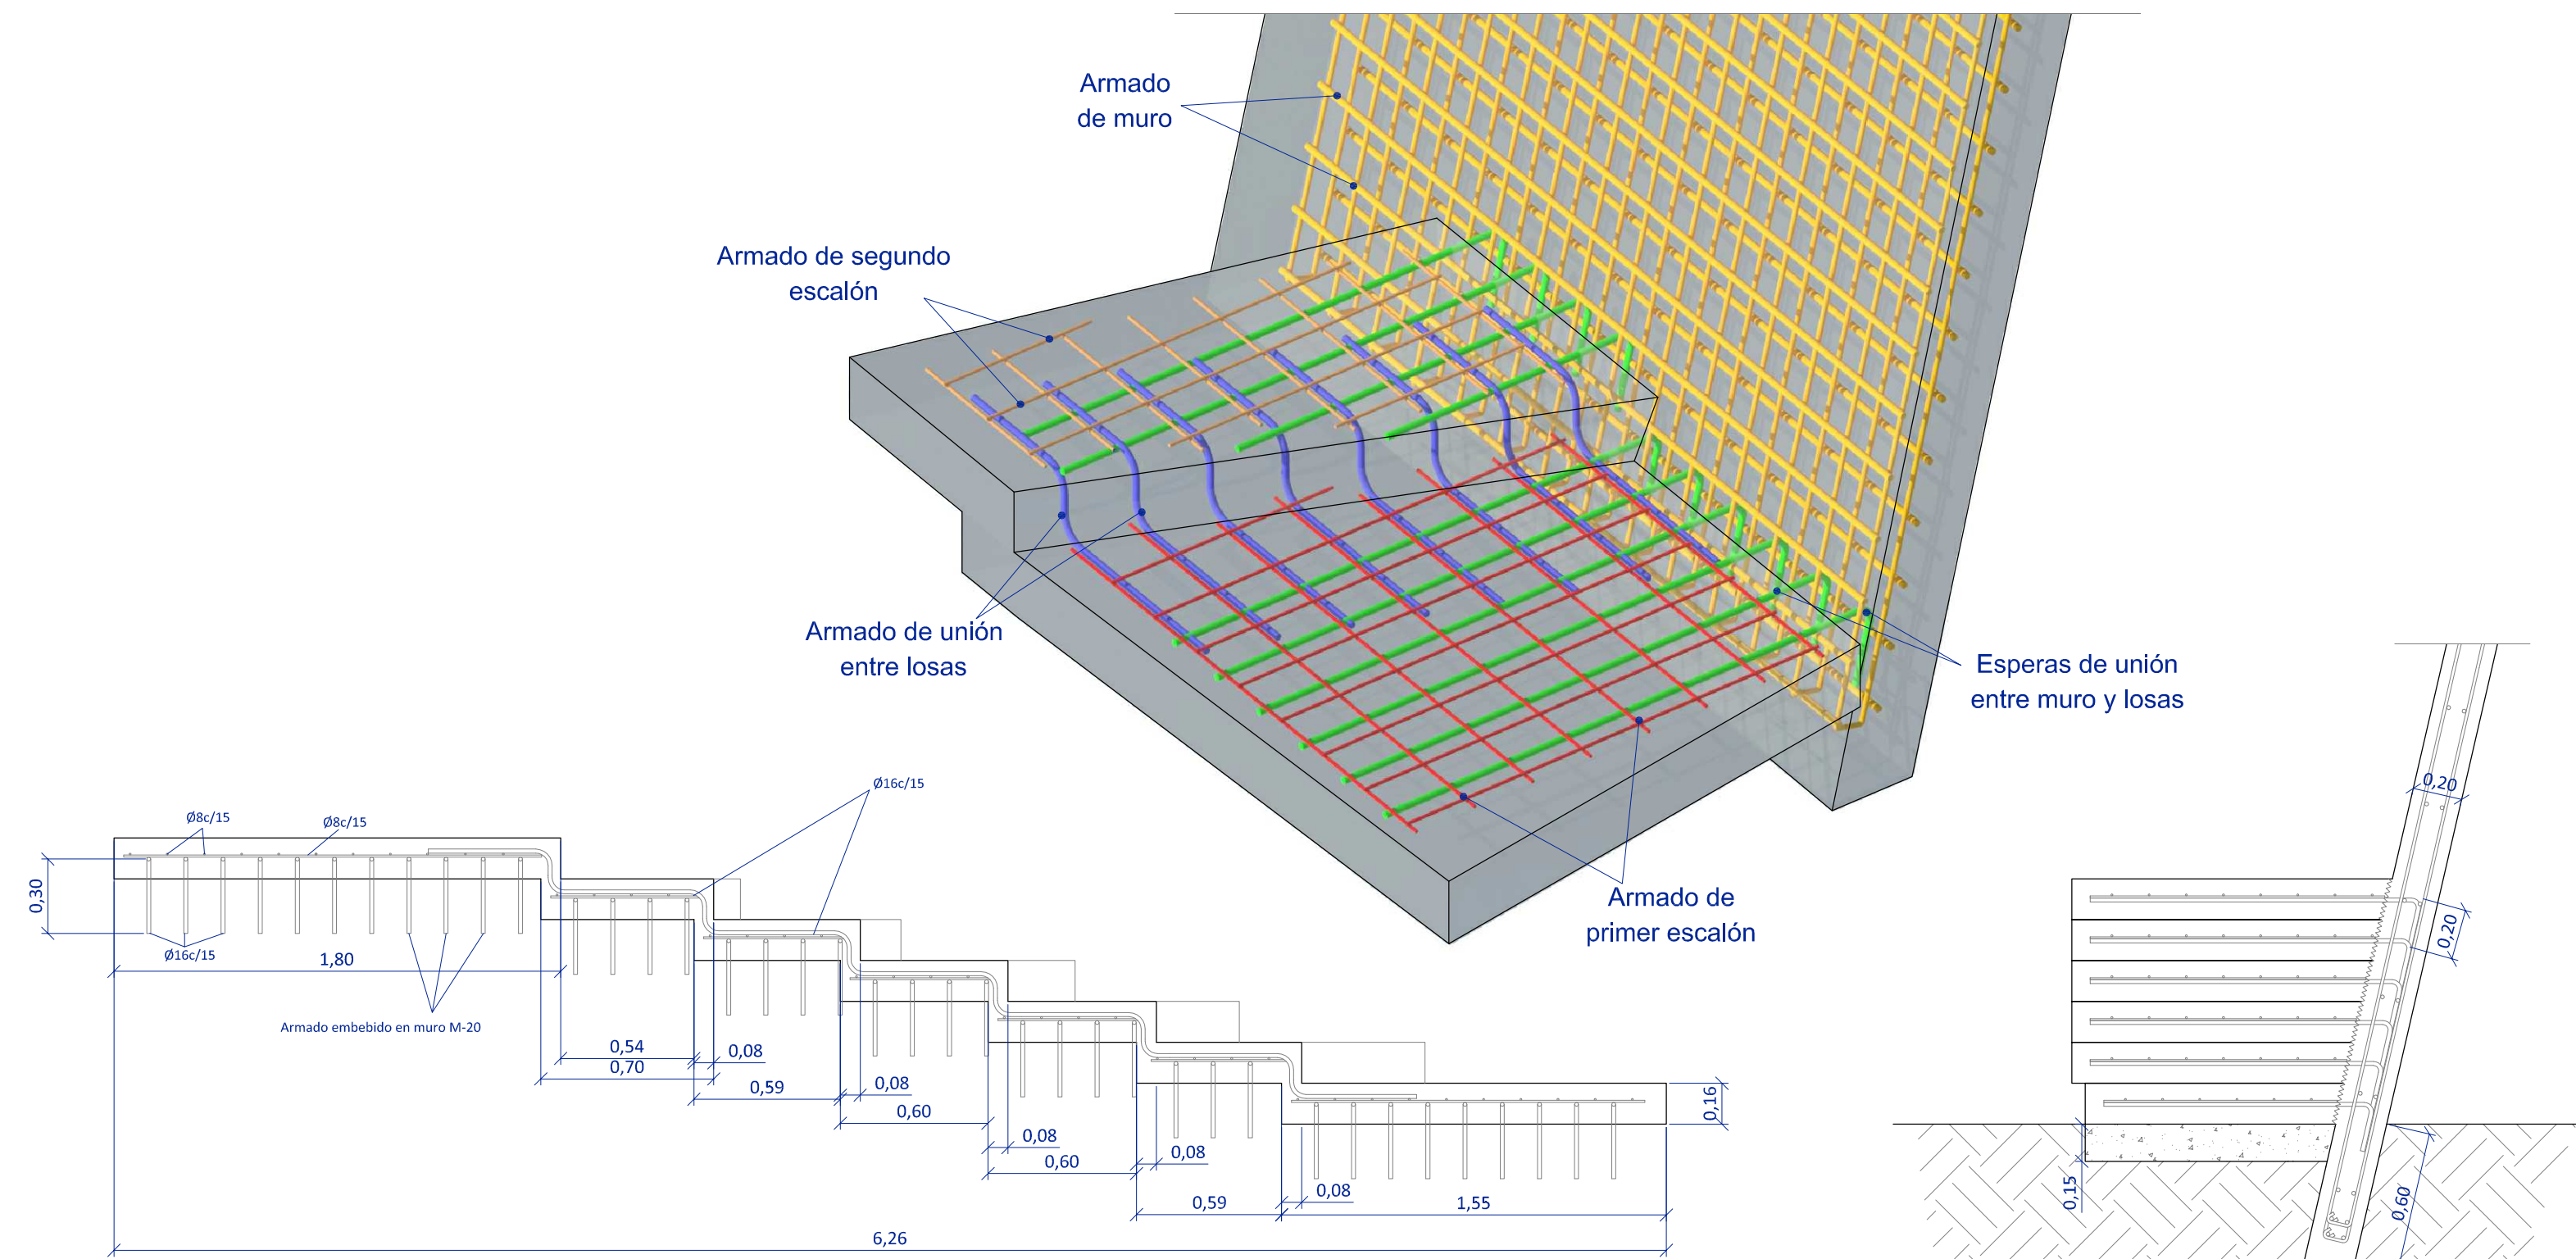 Armado
de muro
Armado de segundo
escalón
Armado de unión
entre losas
Esperas de unión
entre muro y losas
Armado de
primer escalón
Ø16c/15
Ø8c/15
Ø8c/15
0,30
Ø16c/15
1,80
Armado embebido en muro M-20
0,54
0,08
0,70
0,59
0,08
0,60
0,08
0,60
0,08
0,59
0,08
1,55
0,16
6,26
0,20
0,20
0,15
0,60